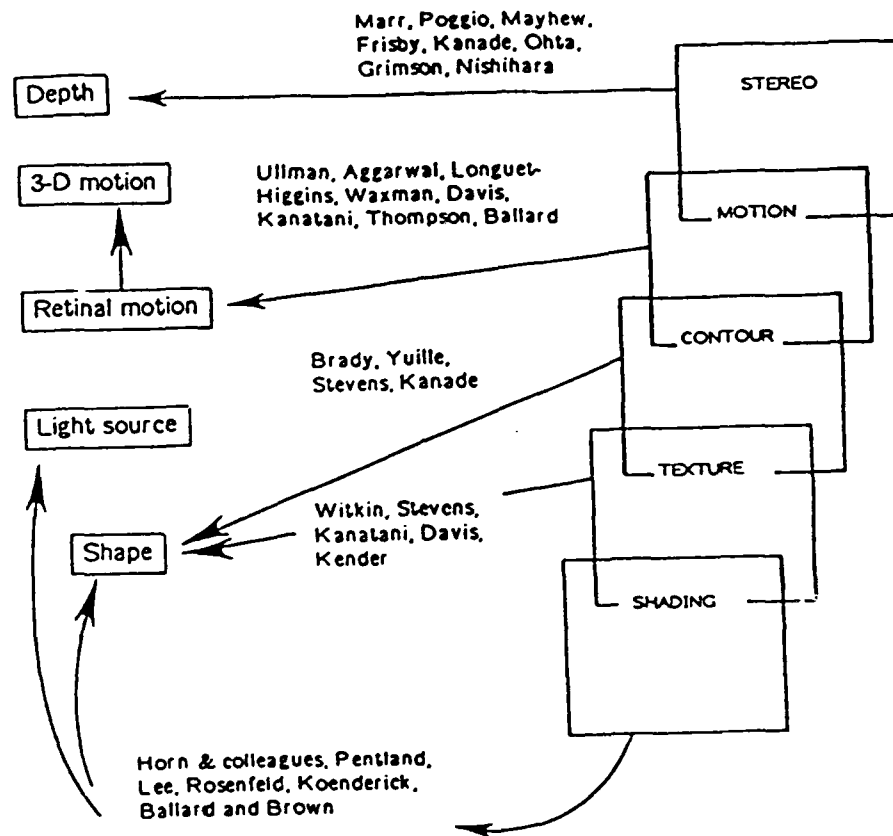 Marr, Poggio, Mayhew,
Frisby, Kanade, Ohta,
Grimson, Nishihara
STEREO
Depth
3-D motion
Ullman, Aggarwal, Longuet-
Higgins, Waxman, Davis,
Kanatani, Thompson, Ballard
MOTION
Retinal motion
CONTOUR
Brady, Yuille,
Stevens, Kanade
Light source
TEXTURE
Witkin, Stevens,
Kanatani, Davis,
Kender
Shape
SHADING
Horn & colleagues, Pentland,
Lee, Rosenfeld, Koenderick,
Ballard and Brown